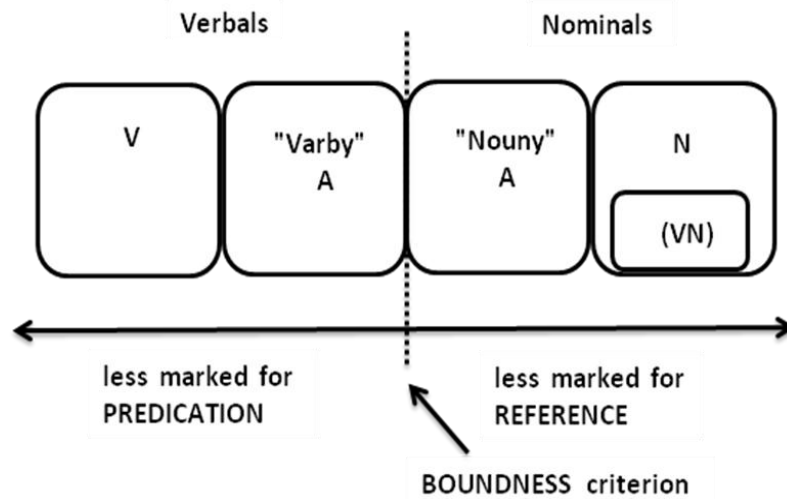 Verbals
Nominals
V
"Varby"
A
"Nouny"
A
N
(VN)
less marked for
PREDICATION
less marked for
REFERENCE
BOUNDNESS criterion